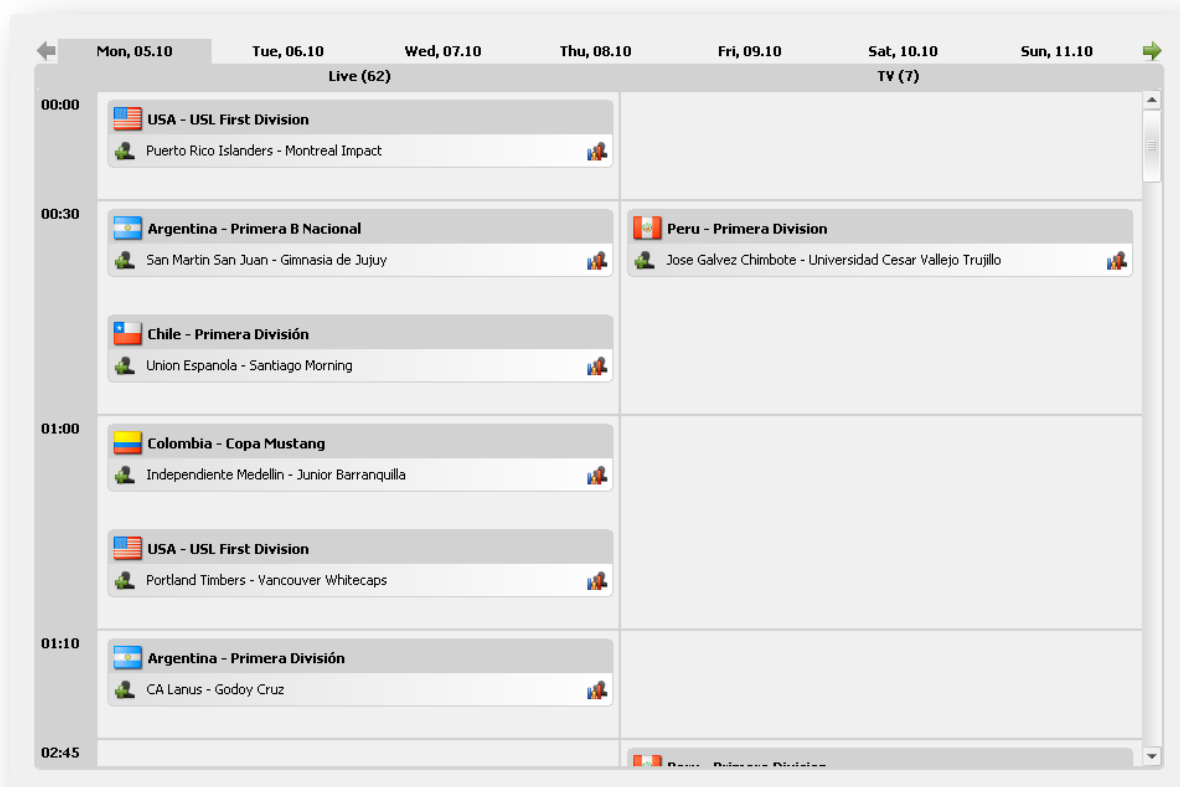 Mon, 05.10 Tue, 06.10 Wed, 07.10 Thu, 08.10 Fri, 09.10 Sat, 10.10 Sun, 11.10
Live (62) TV (7)
00:00
USA - USL First Division
Puerto Rico Islanders - Montreal Impact
00:30
Argentina - Primera B Nacional
San Martin San Juan - Gimnasia de Jujuy
Peru - Primera Division
Jose Galvez Chimbote - Universidad Cesar Vallejo Trujillo
Chile - Primera División
Union Espanola - Santiago Morning
01:00
Colombia - Copa Mustang
Independiente Medellin - Junior Barranquilla
USA - USL First Division
Portland Timbers - Vancouver Whitecaps
01:10
Argentina - Primera División
CA Lanus - Godoy Cruz
02:45
Peru - Primera Division